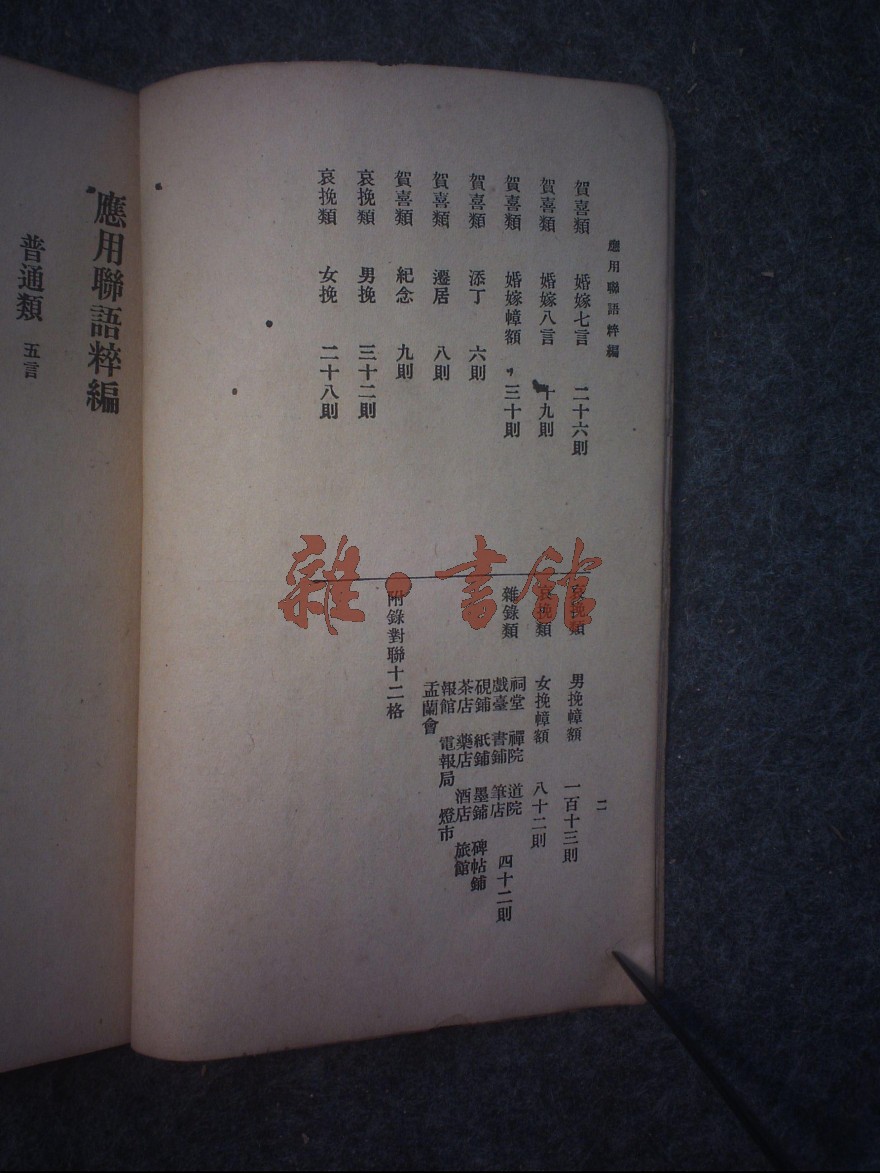 應用聯語粹編
賀喜類 婚嫁七言 二十六則
賀喜類 婚嫁八言 十九則
賀喜類 婚嫁幛額 三十則
賀喜類 添丁 六則
賀喜類 遷居 八則
賀喜類 紀念 九則
哀挽類 男挽 三十二則
哀挽類 女挽 二十八則
二
哀挽類 男挽幛額 一百十三則
哀挽類 女挽幛額 八十二則
雜錄類
祠堂 禪院 道院
戲臺 書鋪 筆店 四十二則
硯鋪 紙鋪 墨鋪 碑帖鋪
茶店 藥店 酒店 旅館
報館 電報局 燈市
盂蘭會
附錄對聯十二格
雜·書館
應用聯語粹編
普通類 五言